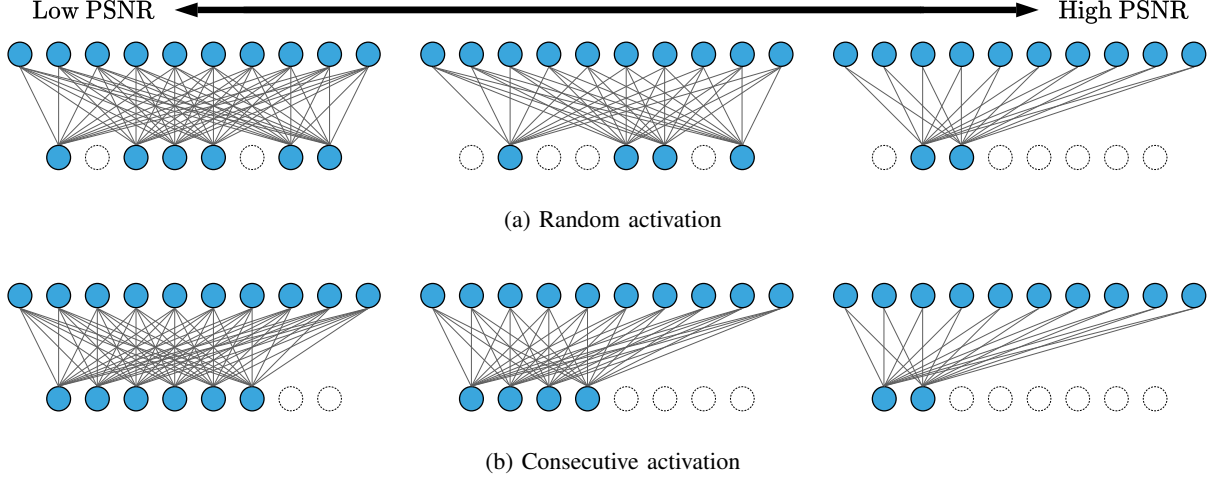 Low PSNR High PSNR
(a) Random activation
(b) Consecutive activation